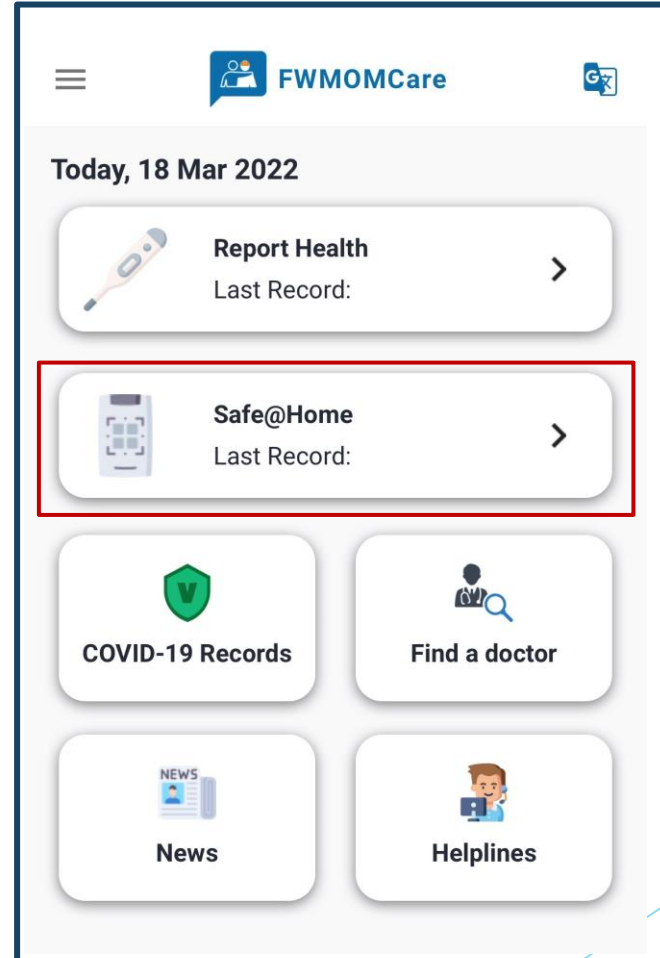 FWMOMCare
G
Today, 18 Mar 2022
Report Health
Last Record:
Safe@Home
Last Record:
V
COVID-19 Records
Find a doctor
NEWS
News
Helplines